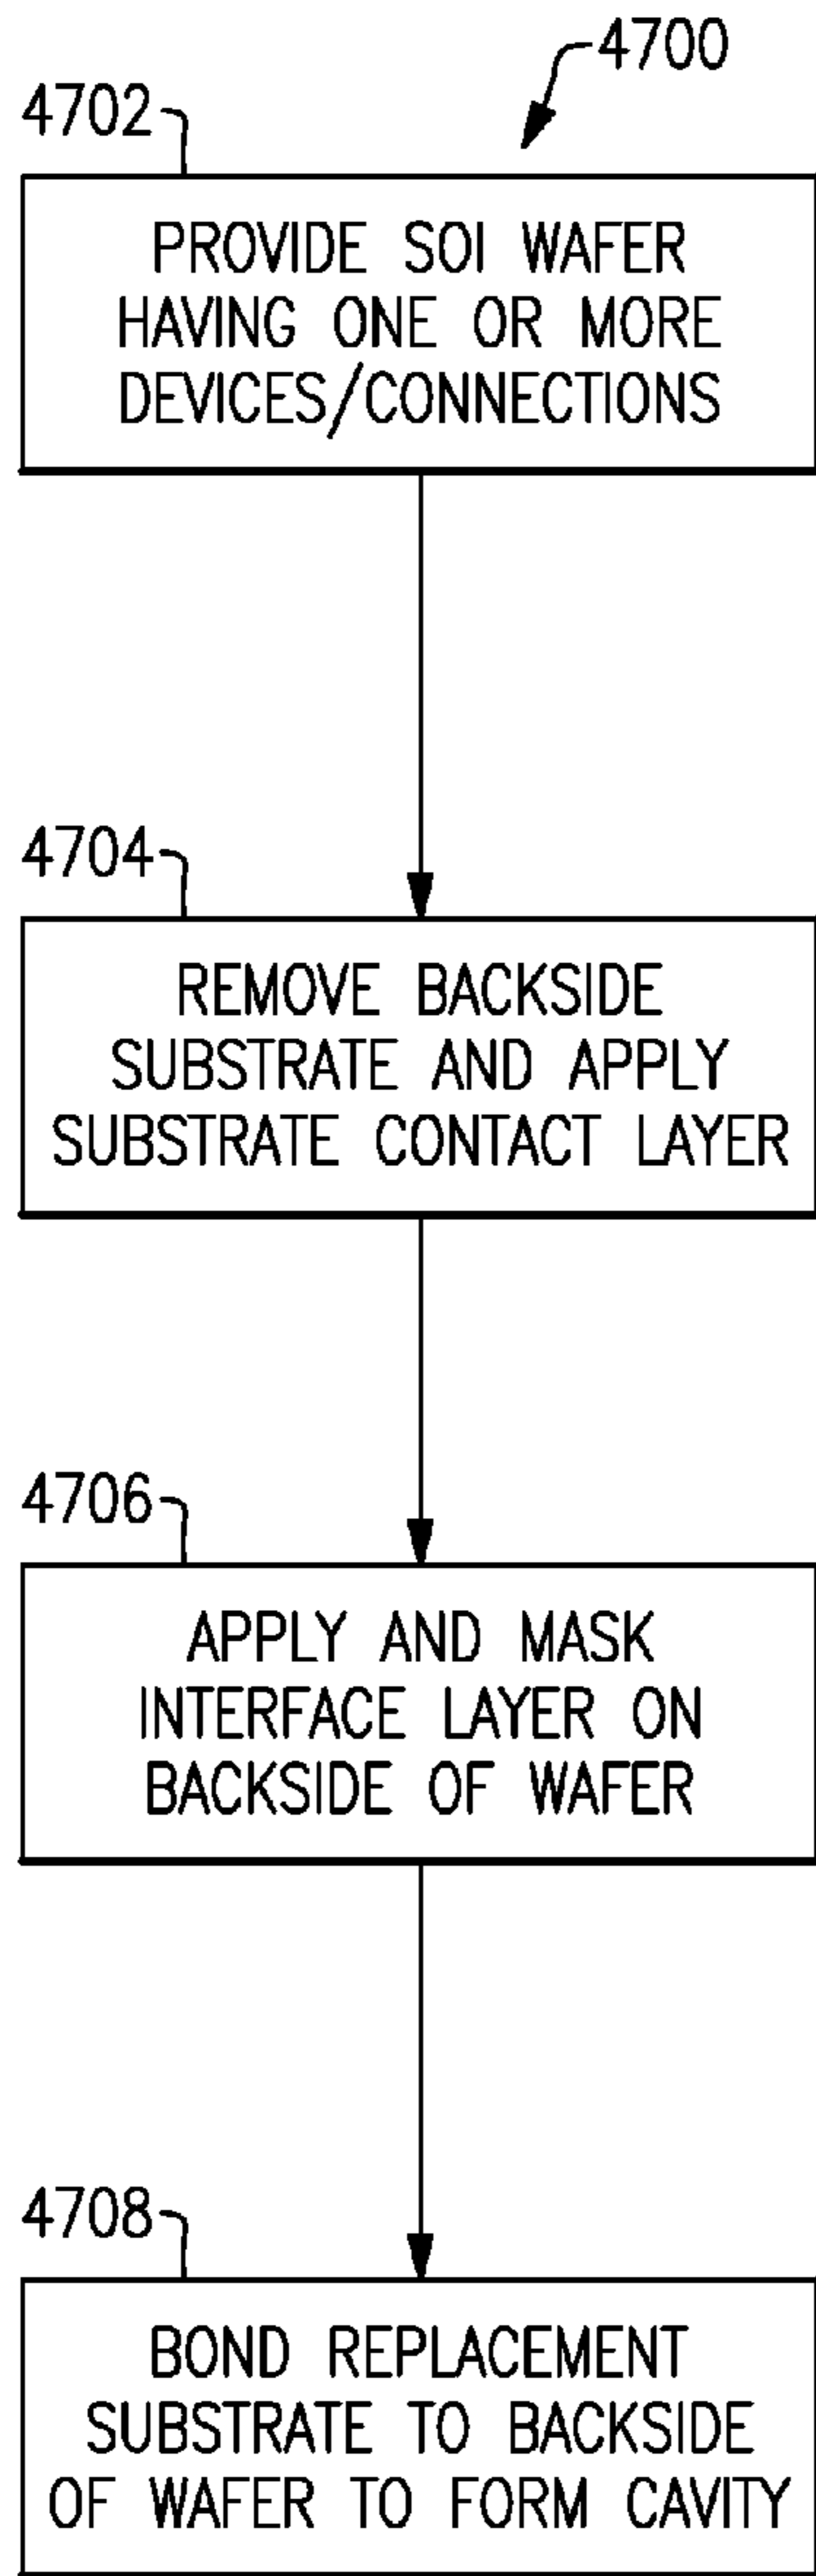 4700
4702
PROVIDE SOI WAFER
HAVING ONE OR MORE
DEVICES/CONNECTIONS
4704
REMOVE BACKSIDE
SUBSTRATE AND APPLY
SUBSTRATE CONTACT LAYER
4706
APPLY AND MASK
INTERFACE LAYER ON
BACKSIDE OF WAFER
4708
BOND REPLACEMENT
SUBSTRATE TO BACKSIDE
OF WAFER TO FORM CAVITY